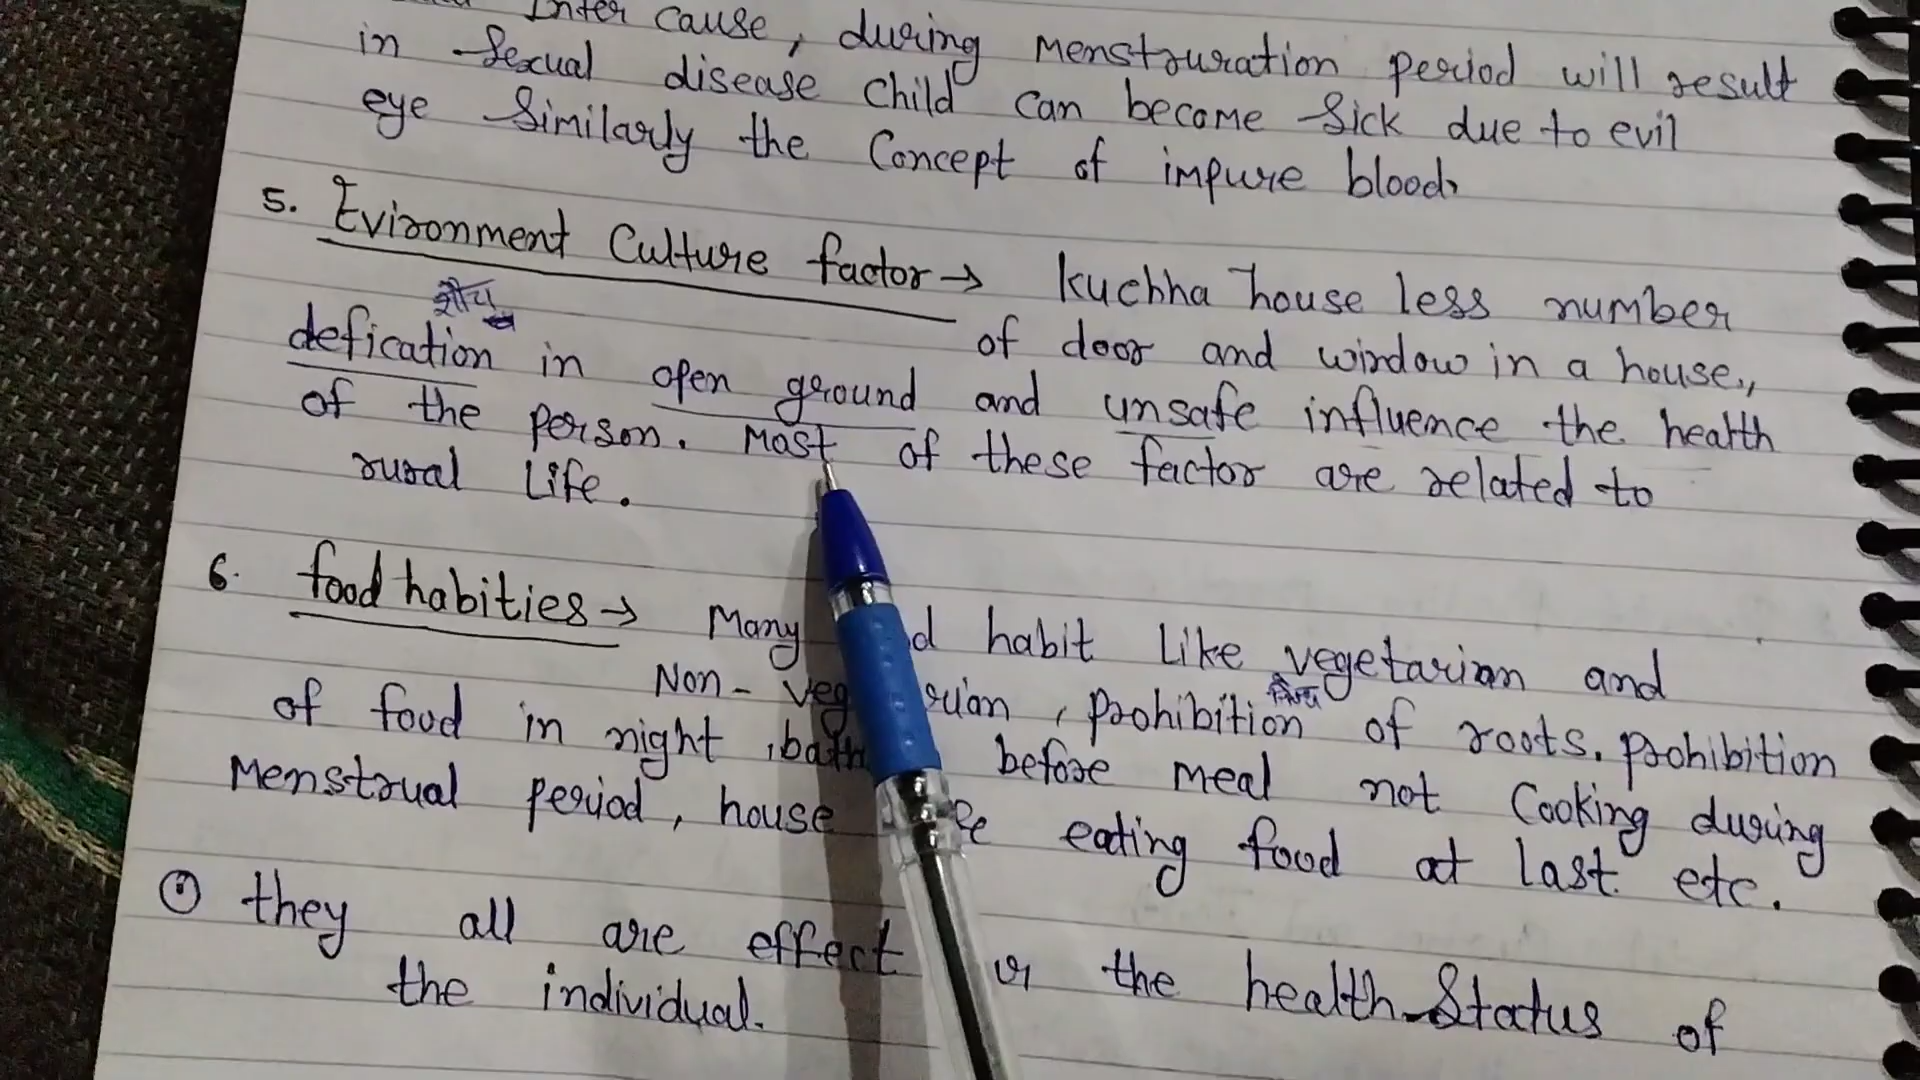 Inter cause, during Menstruration period will result
in Sexual disease child can become Sick due to evil
eye Similarly the Concept of impure blood.
5. Evironment Culture factor → kuchha house less number
of door and window in a house,
शौच
defication in open ground and unsafe influence the health
of the person. Most of these factor are related to
rural Life.
6. food habities → Many habit Like vegetarian and
Non- , prohibition of roots. prohibition
of food in night , before meal not Cooking during
Menstrual period, house eating food at last etc.
they all are effect the health Status of
the individual.